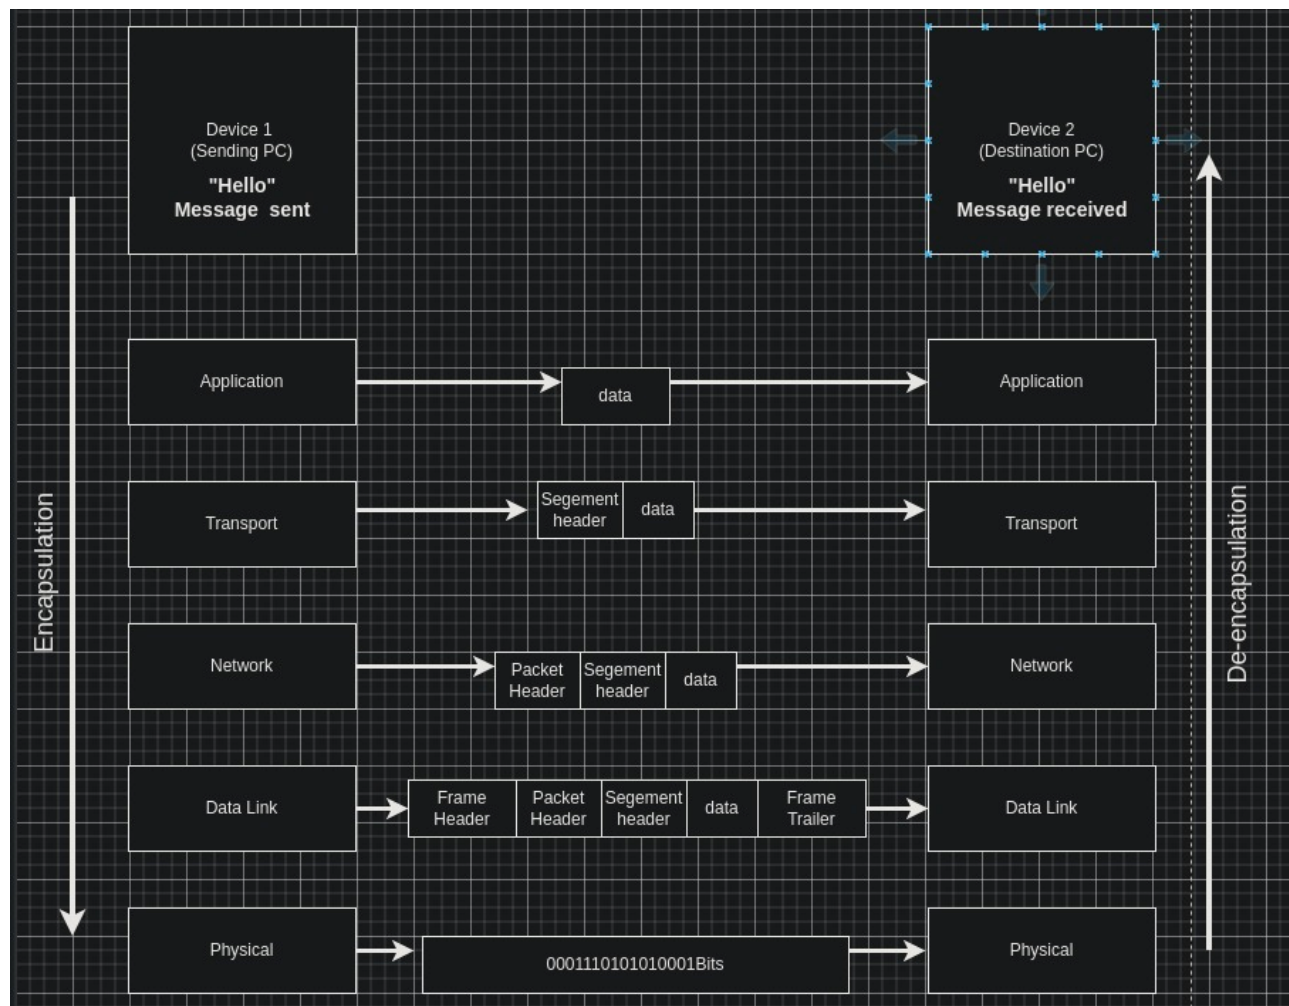 Device 1
(Sending PC)
"Hello"
Message sent
Device 2
(Destination PC)
"Hello"
Message received
Encapsulation
De-encapsulation
Application
data
Application
Transport
Segement
header
data
Transport
Network
Packet
Header
Segement
header
data
Network
Data Link
Frame
Header
Packet
Header
Segement
header
data
Frame
Trailer
Data Link
Physical
0001110101010001Bits
Physical